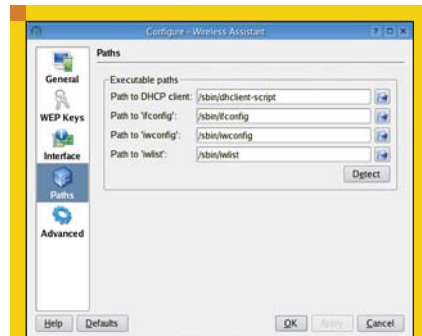 Configure - Wireless Assistant
General
WEP Keys
Interface
Paths
Advanced
Paths
Executable paths
Path to DHCP client: /sbin/dhclient-script
Path to 'ifconfig': /sbin/ifconfig
Path to 'iwconfig': /sbin/iwconfig
Path to 'iwlist': /sbin/iwlist
Detect
Help Defaults OK Apply Cancel